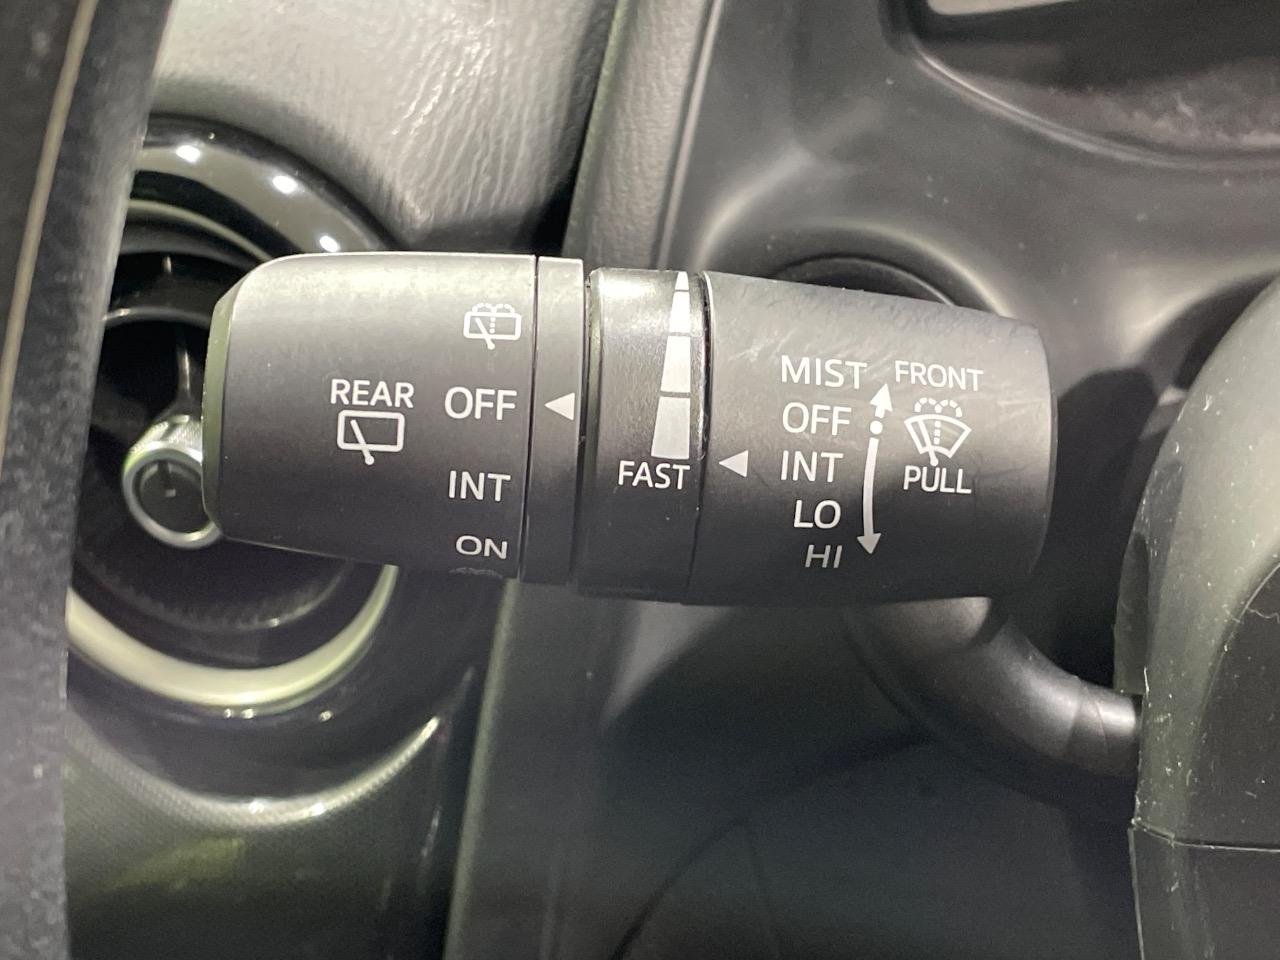 REAR
OFF
INT
ON
FAST
MIST
OFF
INT
LO
HI
FRONT
PULL